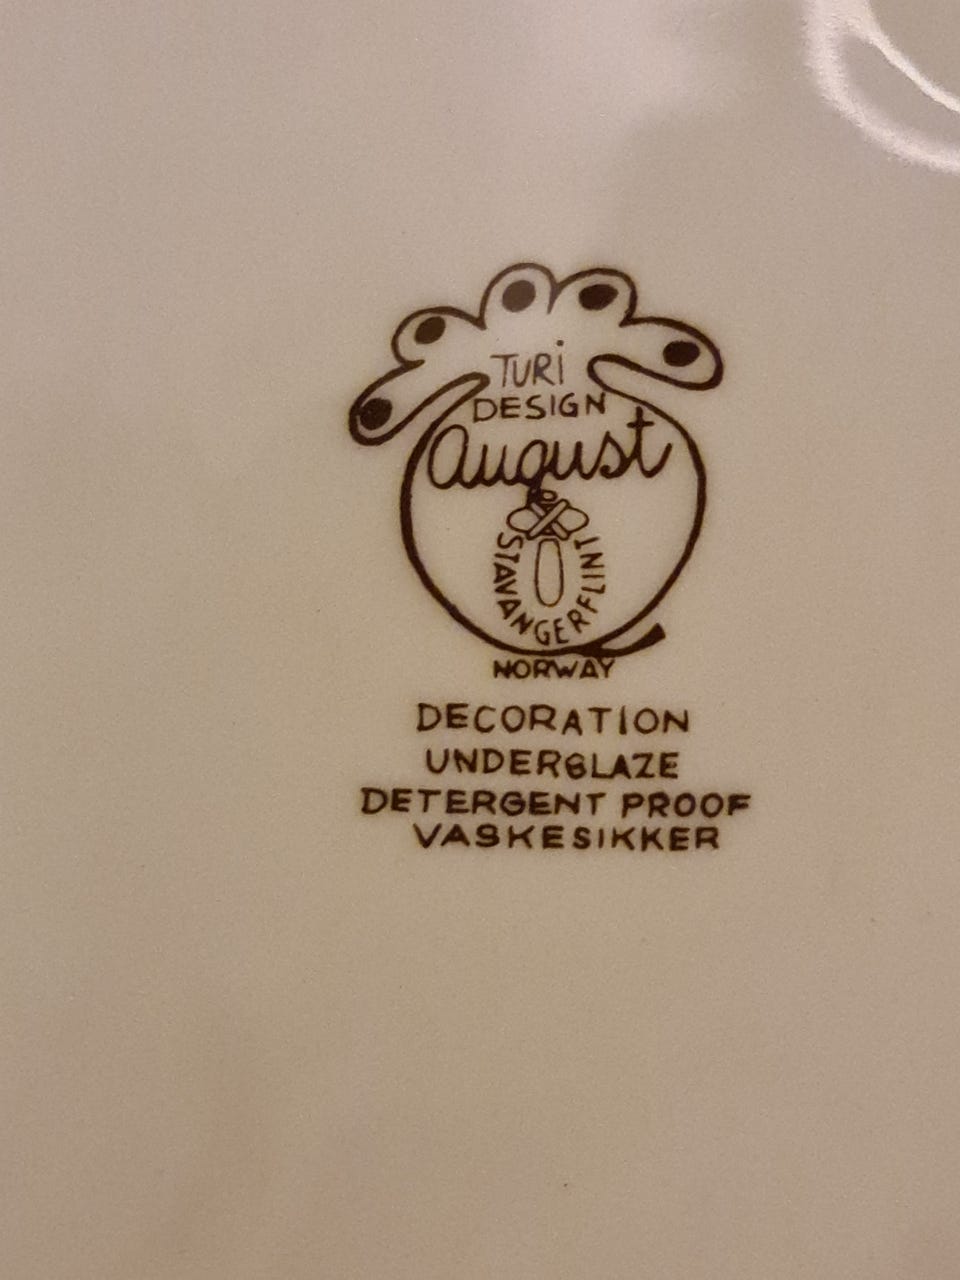 TURi
DESIGN
august
STAVANGERFLINT
NORWAY
DECORATION
UNDERGLAZE
DETERGENT PROOF
VASKESIKKER